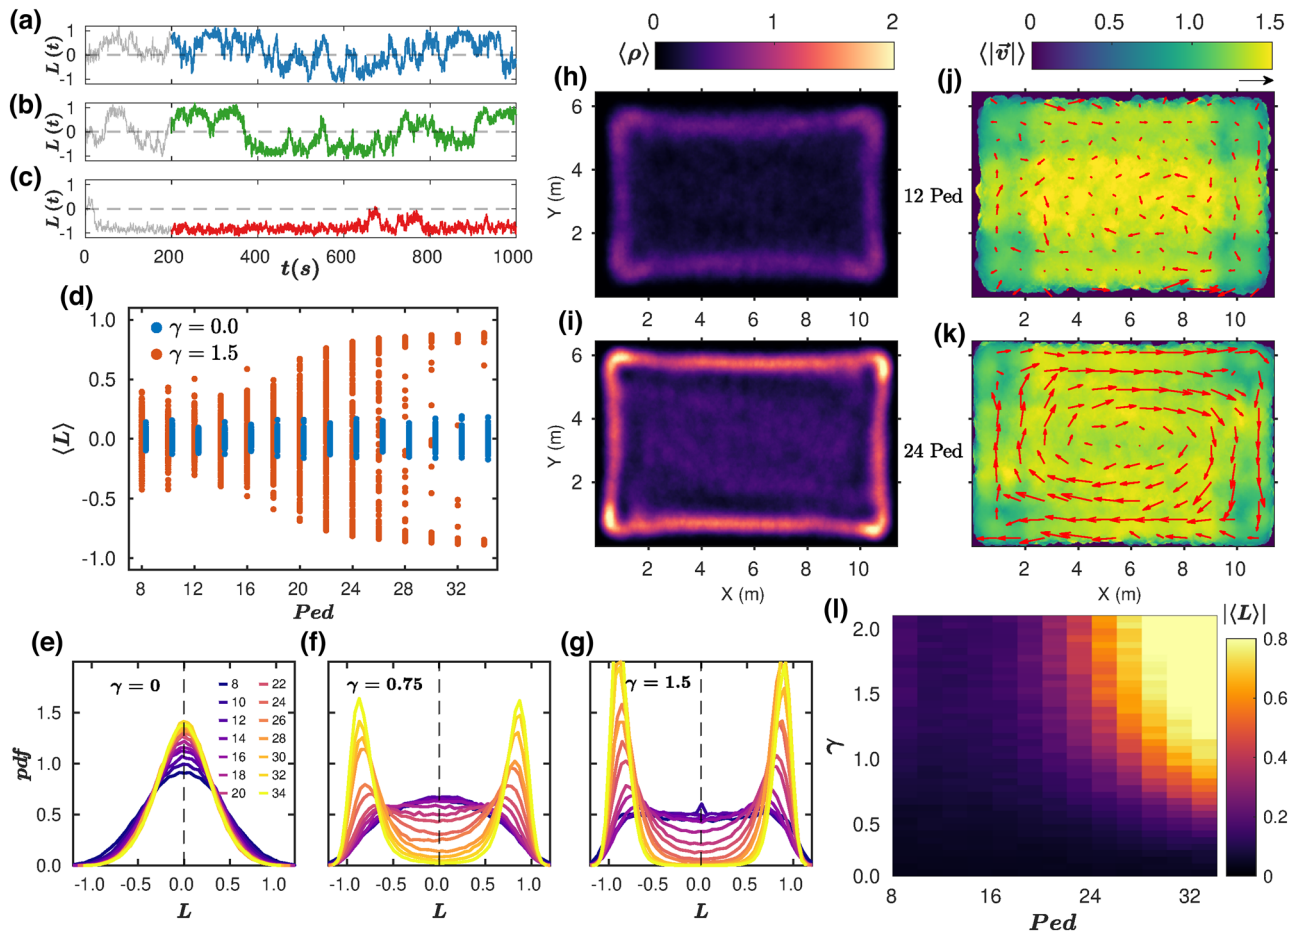 (a)
L(t)
1
0
-1
(b)
L(t)
1
0
-1
(c)
L(t)
0
-1
0 200 400 600 800 1000
t(s)
(d)
γ = 0.0
γ = 1.5
⟨L⟩
1.0
0.5
0.0
-0.5
-1.0
8 12 16 20 24 28 32
Ped
(e)
γ = 0
8 22
10 24
12 26
14 28
16 30
18 32
20 34
pdf
1.5
1.0
0.5
0.0
-1.0 -0.5 0.0 0.5 1.0
L
(f)
γ = 0.75
-1.0 -0.5 0.0 0.5 1.0
L
(g)
γ = 1.5
-1.0 -0.5 0.0 0.5 1.0
L
⟨ρ⟩
0 1 2
(h)
Y (m)
6
4
2
2 4 6 8 10
(i)
Y (m)
6
4
2
2 4 6 8 10
X (m)
⟨|v⃗|⟩
0 0.5 1.0 1.5
(j)
12 Ped
2 4 6 8 10
(k)
24 Ped
2 4 6 8 10
X (m)
(l)
γ
2.0
1.5
1.0
0.5
0.0
8 16 24 32
Ped
|⟨L⟩|
0.8
0.6
0.4
0.2
0